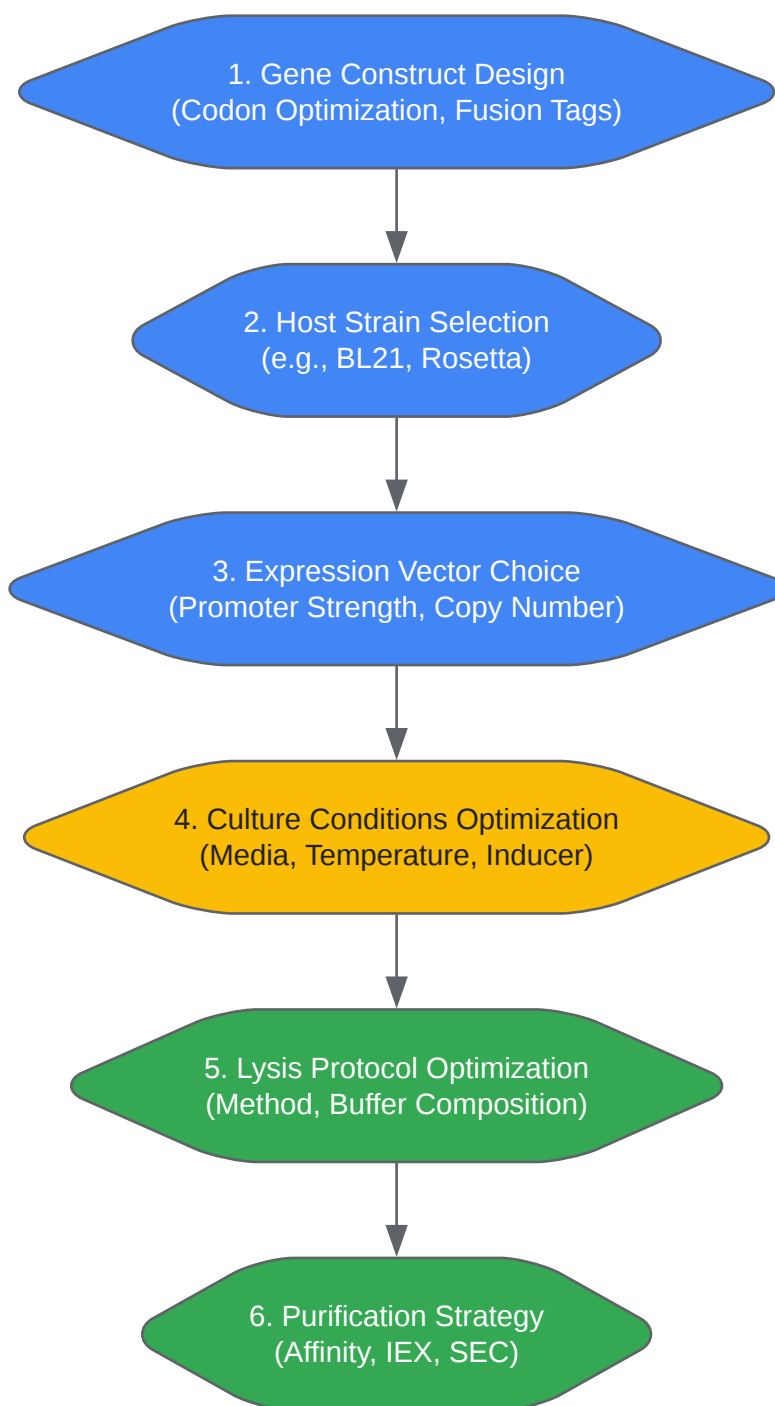 1. Gene Construct Design
(Codon Optimization, Fusion Tags)
2. Host Strain Selection
(e.g., BL21, Rosetta)
3. Expression Vector Choice
(Promoter Strength, Copy Number)
4. Culture Conditions Optimization
(Media, Temperature, Inducer)
5. Lysis Protocol Optimization
(Method, Buffer Composition)
6. Purification Strategy
(Affinity, IEX, SEC)